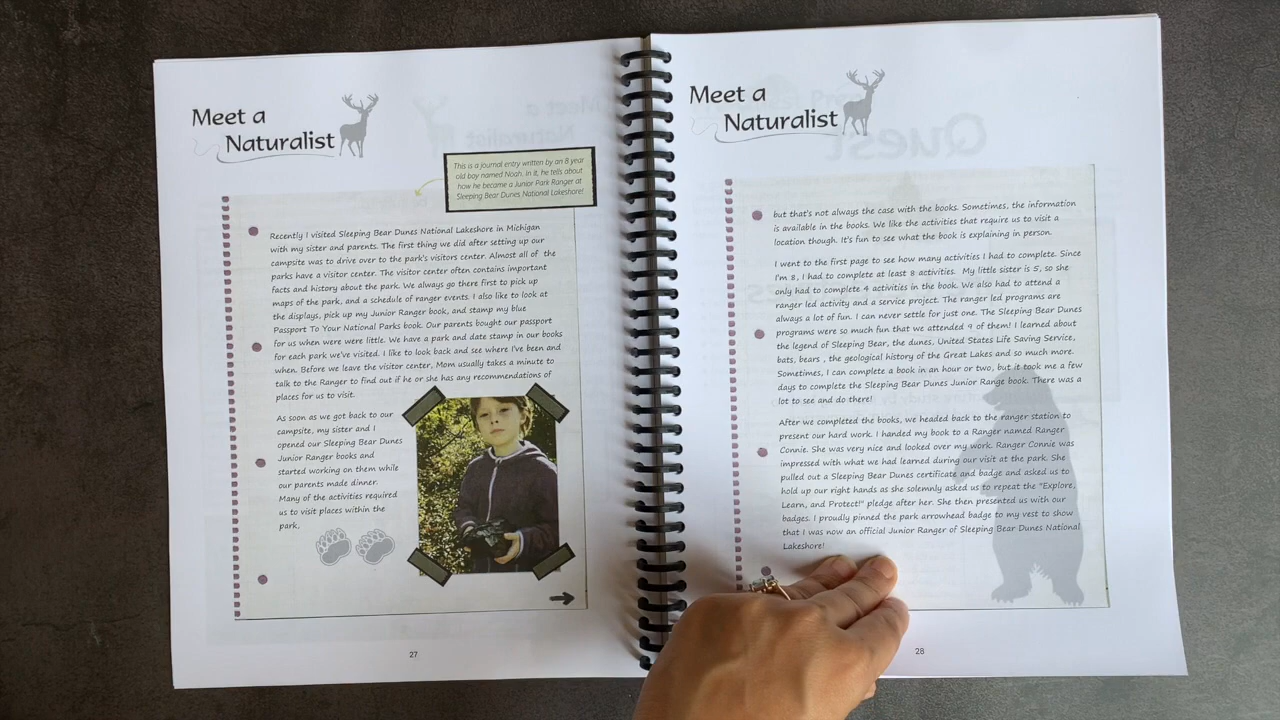 Meet a
Naturalist
This is a journal entry written by an 8 year
old boy named Noah. In it, he tells about
how he became a Junior Park Ranger at
Sleeping Bear Dunes National Lakeshore!
Recently I visited Sleeping Bear Dunes National Lakeshore in Michigan
with my sister and parents. The first thing we did after setting up our
campsite was to drive over to the park's visitors center. Almost all of the
parks have a visitor center. The visitor center often contains important
facts and history about the park. We always go there first to pick up
maps of the park, and a schedule of ranger events. I also like to look at
the displays, pick up my Junior Ranger book, and stamp my blue
Passport To Your National Parks book. Our parents bought our passport
for us when were were little. We have a park and date stamp in our books
for each park we've visited. I like to look back and see where I've been and
when. Before we leave the visitor center, Mom usually takes a minute to
talk to the Ranger to find out if he or she has any recommendations of
places for us to visit.
As soon as we got back to our
campsite, my sister and I
opened our Sleeping Bear Dunes
Junior Ranger books and
started working on them while
our parents made dinner.
Many of the activities required
us to visit places within the
park,
27
Meet a
Naturalist
but that's not always the case with the books. Sometimes, the information
is available in the books. We like the activities that require us to visit a
location though. It's fun to see what the book is explaining in person.
I went to the first page to see how many activities I had to complete. Since
I'm 8, I had to complete at least 8 activities. My little sister is 5, so she
only had to complete 4 activities in the book. We also had to attend a
ranger led activity and a service project. The ranger led programs are
always a lot of fun. I can never settle for just one. The Sleeping Bear Dunes
programs were so much fun that we attended 9 of them! I learned about
the legend of Sleeping Bear, the dunes, United States Life Saving Service,
bats, bears , the geological history of the Great Lakes and so much more.
Sometimes, I can complete a book in an hour or two, but it took me a few
days to complete the Sleeping Bear Dunes Junior Range book. There was a
lot to see and do there!
After we completed the books, we headed back to the ranger station to
present our hard work. I handed my book to a Ranger named Ranger
Connie. She was very nice and looked over my work. Ranger Connie was
impressed with what we had learned during our visit at the park. She
pulled out a Sleeping Bear Dunes certificate and badge and asked us to
hold up our right hands as she solemnly asked us to repeat the "Explore,
Learn, and Protect!" pledge after her. She then presented us with our
badges. I proudly pinned the park arrowhead badge to my vest to show
that I was now an official Junior Ranger of Sleeping Bear Dunes National
Lakeshore!
28